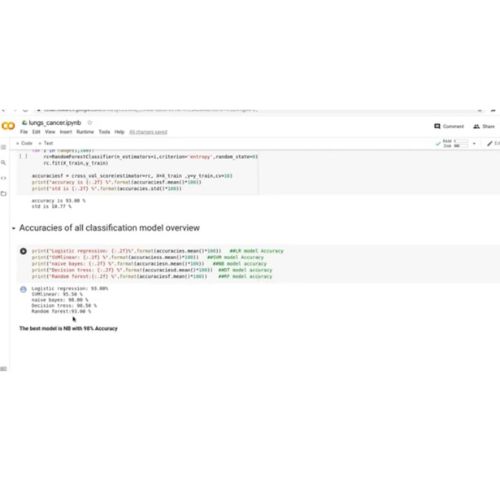 lungs_cancer.ipynb
File Edit View Insert Runtime Tools Help All changes saved
Comment Share
+ Code + Text
rc=RandomForestClassifier(n_estimators=i,criterion='entropy',random_state=0)
rc.fit(X_train,y_train)
accuraciesf = cross_val_score(estimator=rc, X=X_train ,y=y_train,cv=10)
print("accuracy is {:.2f} %".format(accuraciesf.mean()*100))
print("std is {:.2f} %".format(accuraciesf.std()*100))
accuracy is 93.00 %
std is 10.77 %
Accuracies of all classification model overview
print("Logistic regression: {:.2f}%".format(accuracies.mean()*100)) ##LR model Accuracy
print("SVMlinear: {:.2f} %".format(accuraciess.mean()*100)) ##SVM model Accuracy
print("naive bayes: {:.2f} %".format(accuraciesn.mean()*100)) ##NB model accuracy
print("Decision tress: {:.2f} %".format(accuraciesd.mean()*100)) ##DT model accuracy
print("Random forest:{:.2f} %".format(accuraciesf.mean()*100)) ##RF model accuracy
Logistic regression: 93.00%
SVMlinear: 95.50 %
naive bayes: 98.00 %
Decision tress: 90.50 %
Random forest:93.00 %
The best model is NB with 98% Accuracy